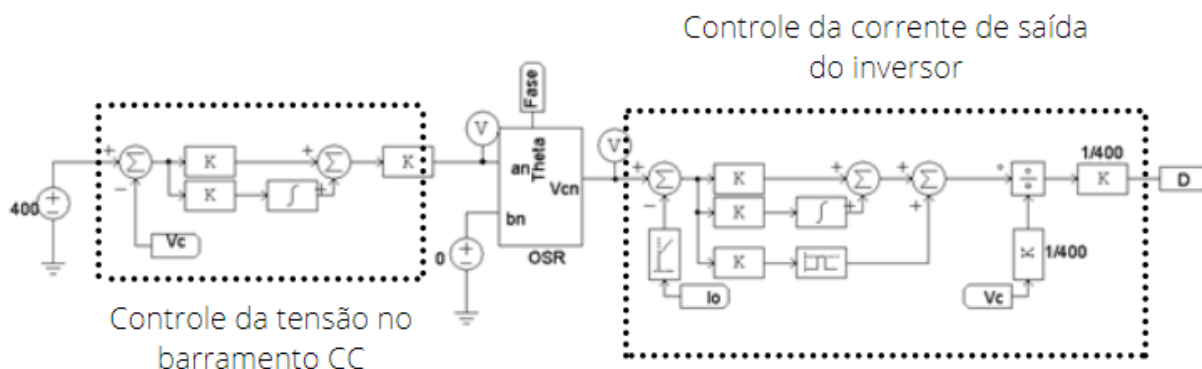 Controle da corrente de saída
do inversor
Fase
V
V
Theta
an
Vcn
bn
OSR
400
0
K
K
K
Vc
K
K
K
Io
1/400
K
D
K
1/400
Vc
Controle da tensão no
barramento CC